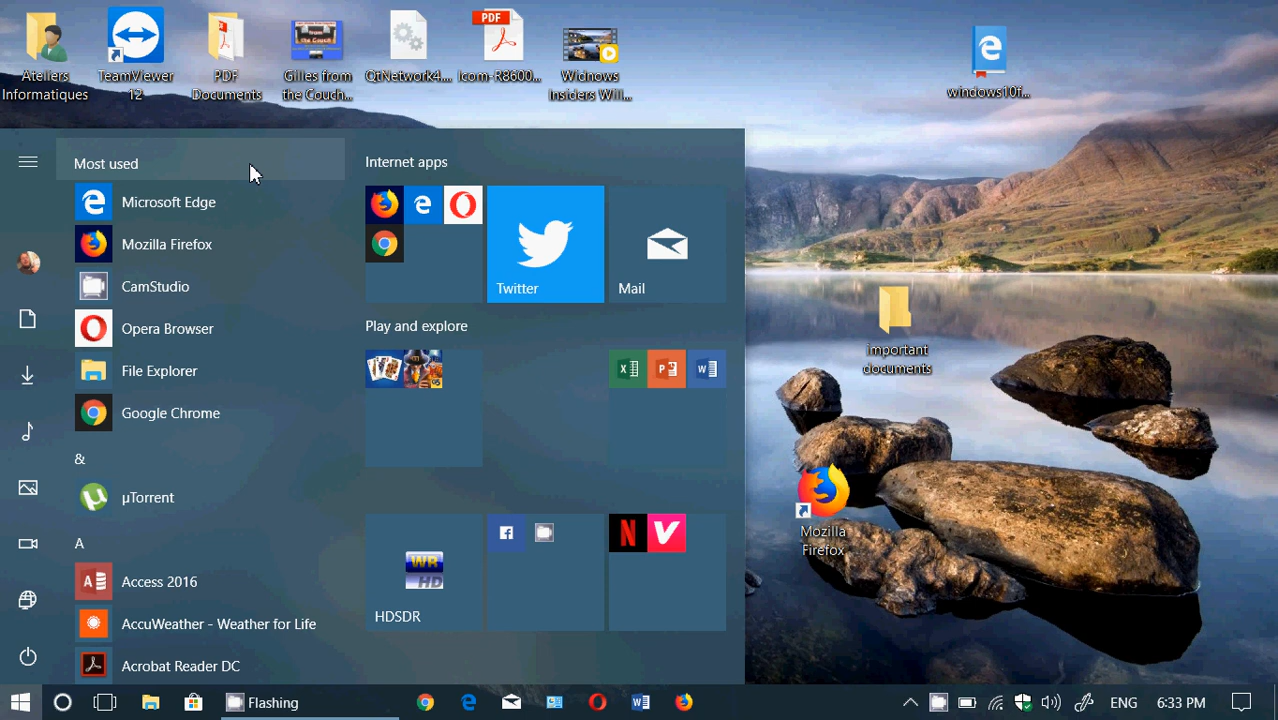 Ateliers
Informatiques
TeamViewer
12
PDF
Documents
Gilles from
the Couch...
QtNetwork4....
PDF
Icom-R8600...
Widnows
Insiders Will...
windows10f...
Most used
Microsoft Edge
Mozilla Firefox
CamStudio
Opera Browser
File Explorer
Google Chrome
&
µTorrent
A
Access 2016
AccuWeather - Weather for Life
Acrobat Reader DC
Internet apps
Twitter
Mail
Play and explore
WR
HD
HDSDR
important
documents
Mozilla
Firefox
Flashing
ENG
6:33 PM